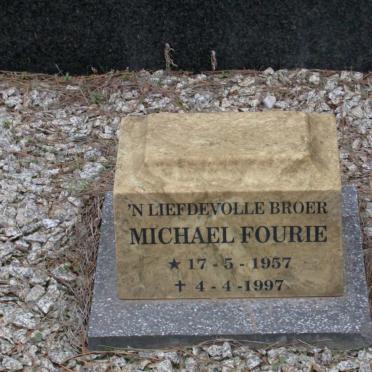 'N LIEFDEVOLLE BROER
MICHAEL FOURIE
★ 17 - 5 - 1957
✝ 4 - 4 - 1997